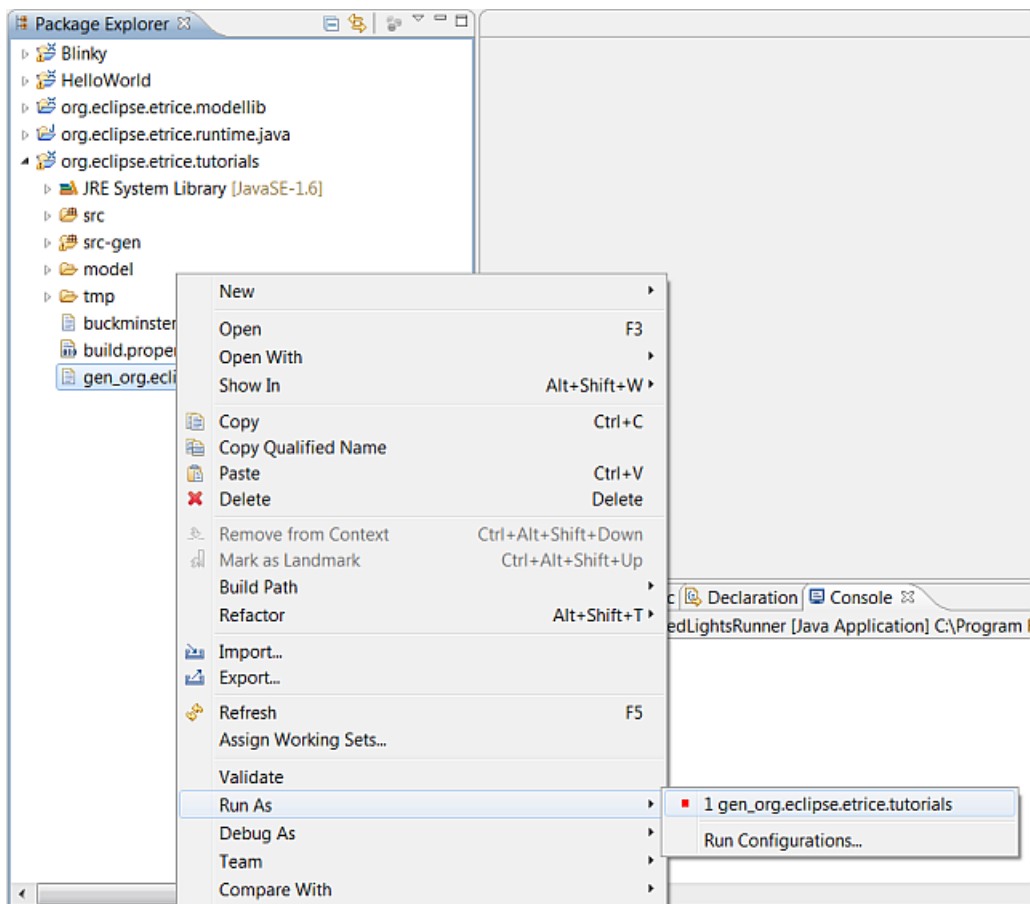 Package Explorer
Blinky
HelloWorld
org.eclipse.etrice.modellib
org.eclipse.etrice.runtime.java
org.eclipse.etrice.tutorials
JRE System Library [JavaSE-1.6]
src
src-gen
model
tmp
buckminster
build.proper
gen_org.ecli
New
Open F3
Open With
Show In Alt+Shift+W
Copy Ctrl+C
Copy Qualified Name
Paste Ctrl+V
Delete Delete
Remove from Context Ctrl+Alt+Shift+Down
Mark as Landmark Ctrl+Alt+Shift+Up
Build Path
Refactor Alt+Shift+T
Import...
Export...
Refresh F5
Assign Working Sets...
Validate
Run As
Debug As
Team
Compare With
c Declaration Console
edLightsRunner [Java Application] C:\Program
1 gen_org.eclipse.etrice.tutorials
Run Configurations...